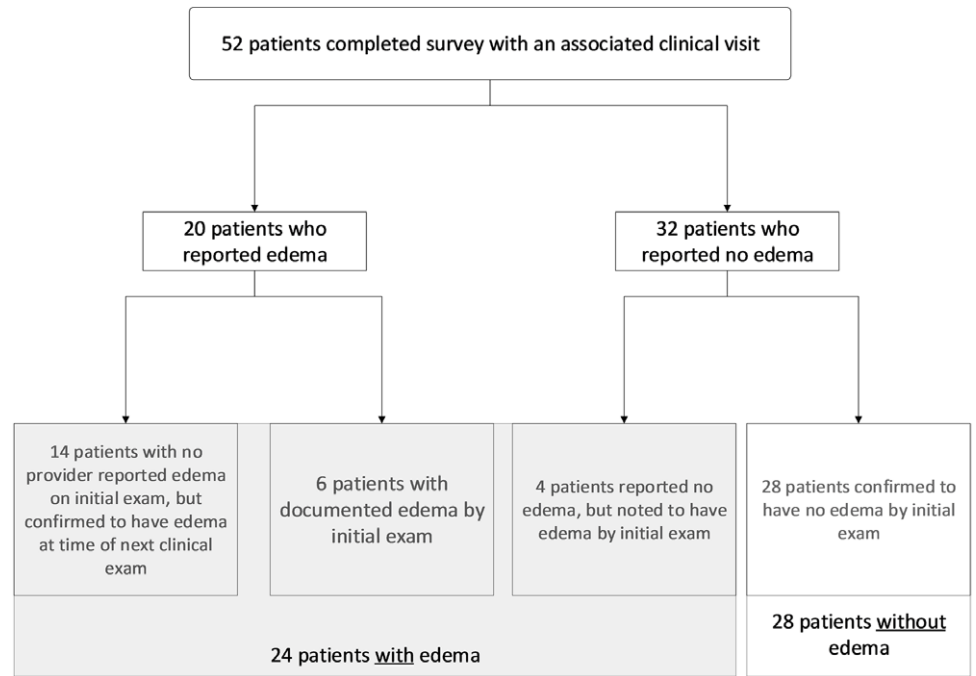 52 patients completed survey with an associated clinical visit
20 patients who
reported edema
32 patients who
reported no edema
14 patients with no
provider reported edema
on initial exam, but
confirmed to have edema
at time of next clinical
exam
6 patients with
documented edema by
initial exam
4 patients reported no
edema, but noted to have
edema by initial exam
28 patients confirmed to
have no edema by initial
exam
24 patients with edema
28 patients without
edema